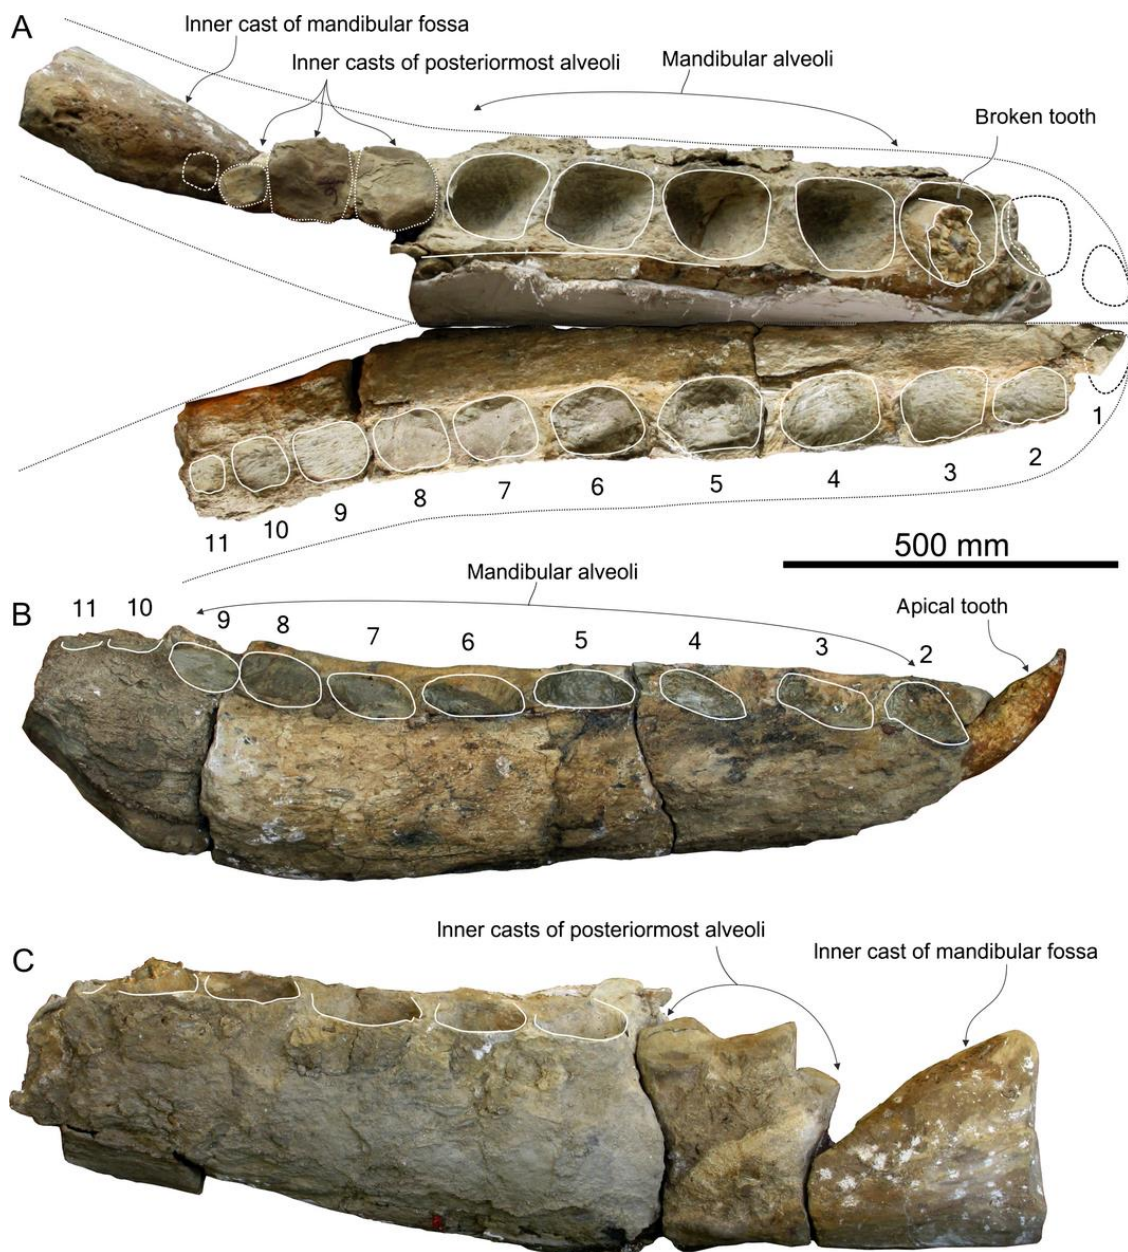 A
Inner cast of mandibular fossa
Inner casts of posteriormost alveoli
Mandibular alveoli
Broken tooth
1
2
3
4
5
6
7
8
9
10
11
500 mm
Mandibular alveoli
B
Apical tooth
11 10 9 8 7 6 5 4 3 2
Inner casts of posteriormost alveoli
C
Inner cast of mandibular fossa